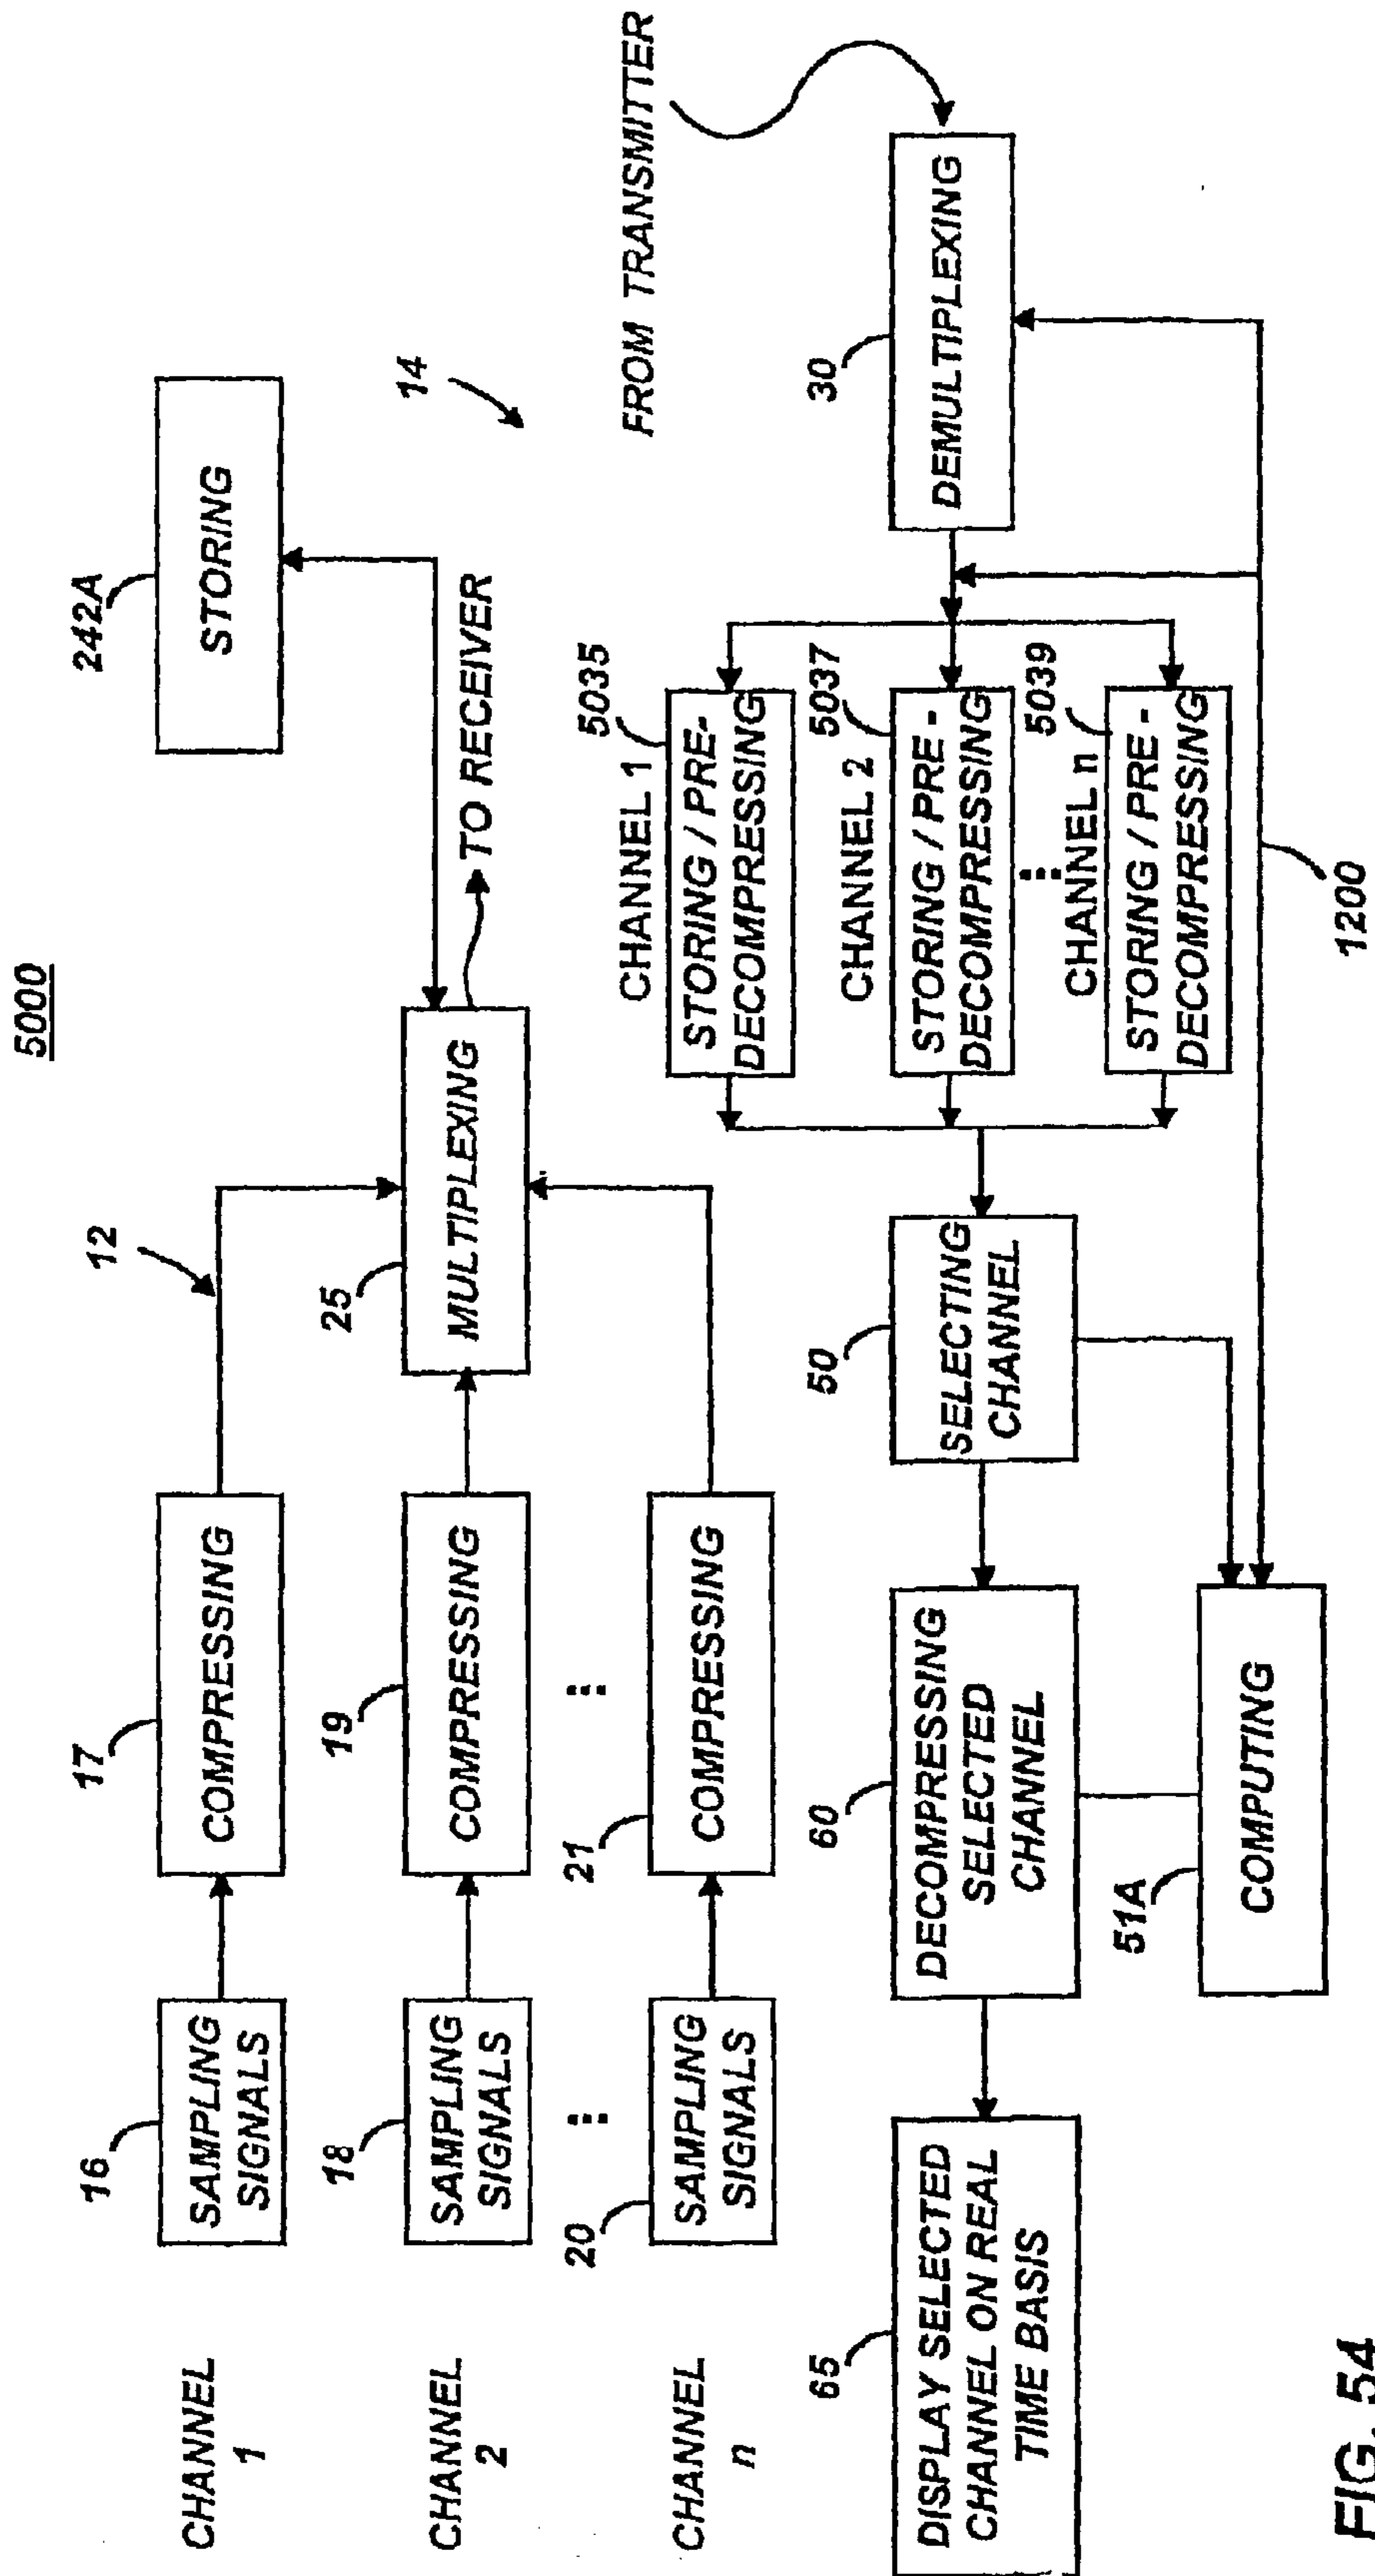 5000
CHANNEL
1
16
SAMPLING
SIGNALS
17
COMPRESSING
12
242A
STORING
CHANNEL
2
18
SAMPLING
SIGNALS
19
COMPRESSING
25
MULTIPLEXING
TO RECEIVER
14
CHANNEL
n
20
SAMPLING
SIGNALS
21
COMPRESSING
FROM TRANSMITTER
65
DISPLAY SELECTED
CHANNEL ON REAL
TIME BASIS
60
DECOMPRESSING
SELECTED
CHANNEL
50
SELECTING
CHANNEL
CHANNEL 1
5035
STORING / PRE-
DECOMPRESSING
CHANNEL 2
5037
STORING / PRE -
DECOMPRESSING
CHANNEL n
5039
STORING / PRE -
DECOMPRESSING
30
DEMULTIPLEXING
51A
COMPUTING
1200
FIG. 54